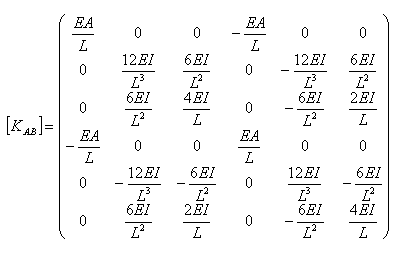 [K_AB] =
EA/L 0 0 -EA/L 0 0
0 12EI/L³ 6EI/L² 0 -12EI/L³ 6EI/L²
0 6EI/L² 4EI/L 0 -6EI/L² 2EI/L
-EA/L 0 0 EA/L 0 0
0 -12EI/L³ -6EI/L² 0 12EI/L³ -6EI/L²
0 6EI/L² 2EI/L 0 -6EI/L² 4EI/L